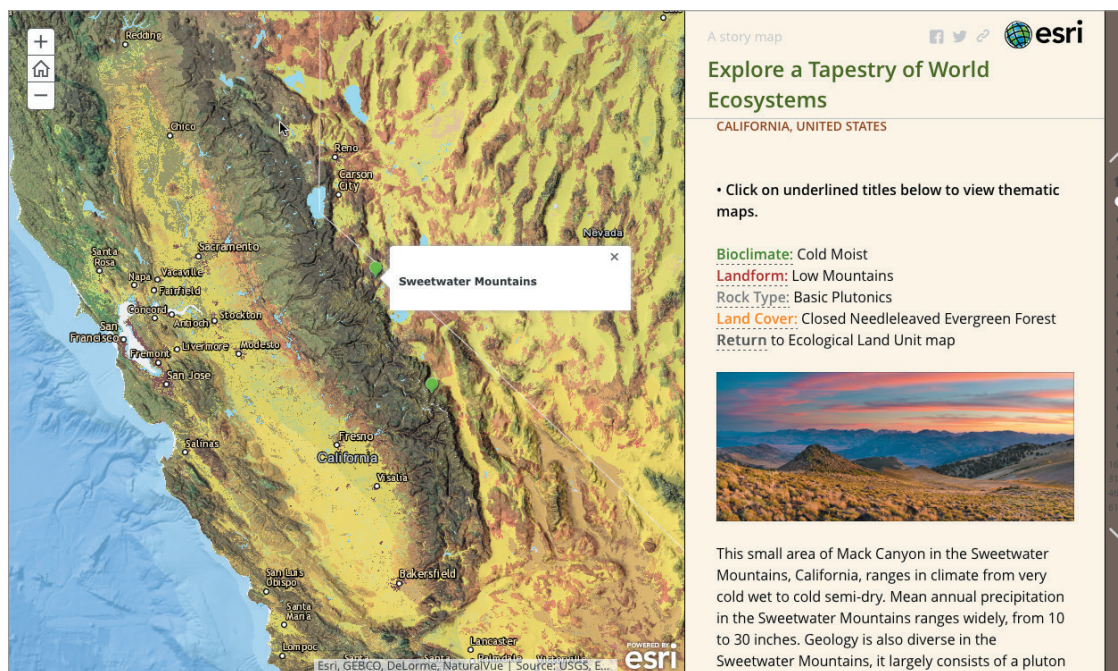 Redding
Chico
Reno
Carson
City
Nevada
Santa
Rosa
Sacramento
Napa
Vacaville
Fairfield
Concord
Antioch
Stockton
San
Francisco
Livermore
Modesto
Fremont
San Jose
Salinas
Fresno
California
Visalia
San Luis
Obispo
Bakersfield
Santa
Maria
Lompoc
Lancaster
Sweetwater Mountains
Esri, GEBCO, DeLorme, NaturalVue | Source: USGS, E...
POWERED BY
esri
A story map
esri
Explore a Tapestry of World
Ecosystems
CALIFORNIA, UNITED STATES
• Click on underlined titles below to view thematic
maps.
Bioclimate: Cold Moist
Landform: Low Mountains
Rock Type: Basic Plutonics
Land Cover: Closed Needleleaved Evergreen Forest
Return to Ecological Land Unit map
This small area of Mack Canyon in the Sweetwater
Mountains, California, ranges in climate from very
cold wet to cold semi-dry. Mean annual precipitation
in the Sweetwater Mountains ranges widely, from 10
to 30 inches. Geology is also diverse in the
Sweetwater Mountains, it largely consists of a pluton